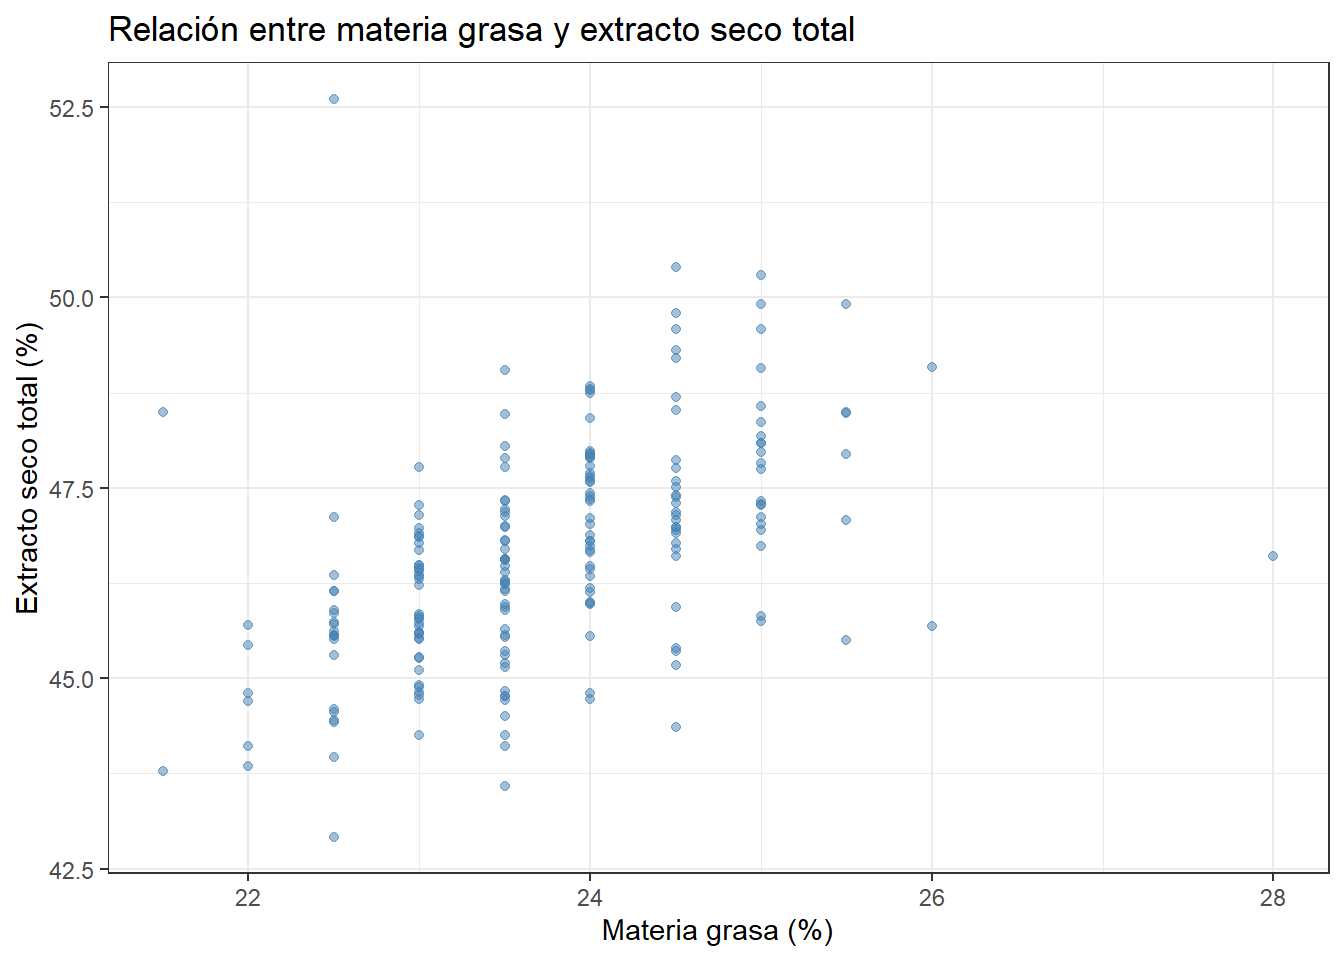 Relación entre materia grasa y extracto seco total
Extracto seco total (%)
52.5
50.0
47.5
45.0
42.5
22 24 26 28
Materia grasa (%)